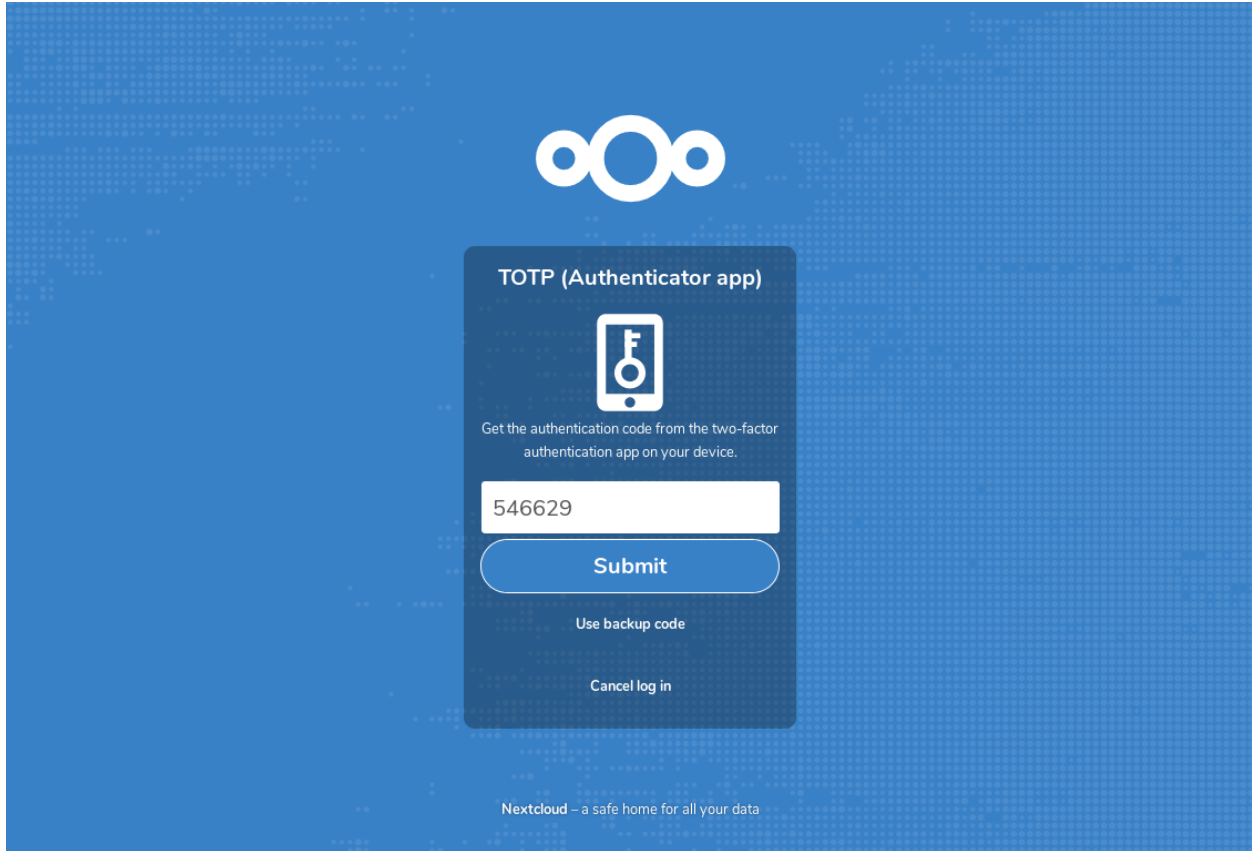 TOTP (Authenticator app)
Get the authentication code from the two-factor
authentication app on your device.
546629
Submit
Use backup code
Cancel log in
Nextcloud – a safe home for all your data